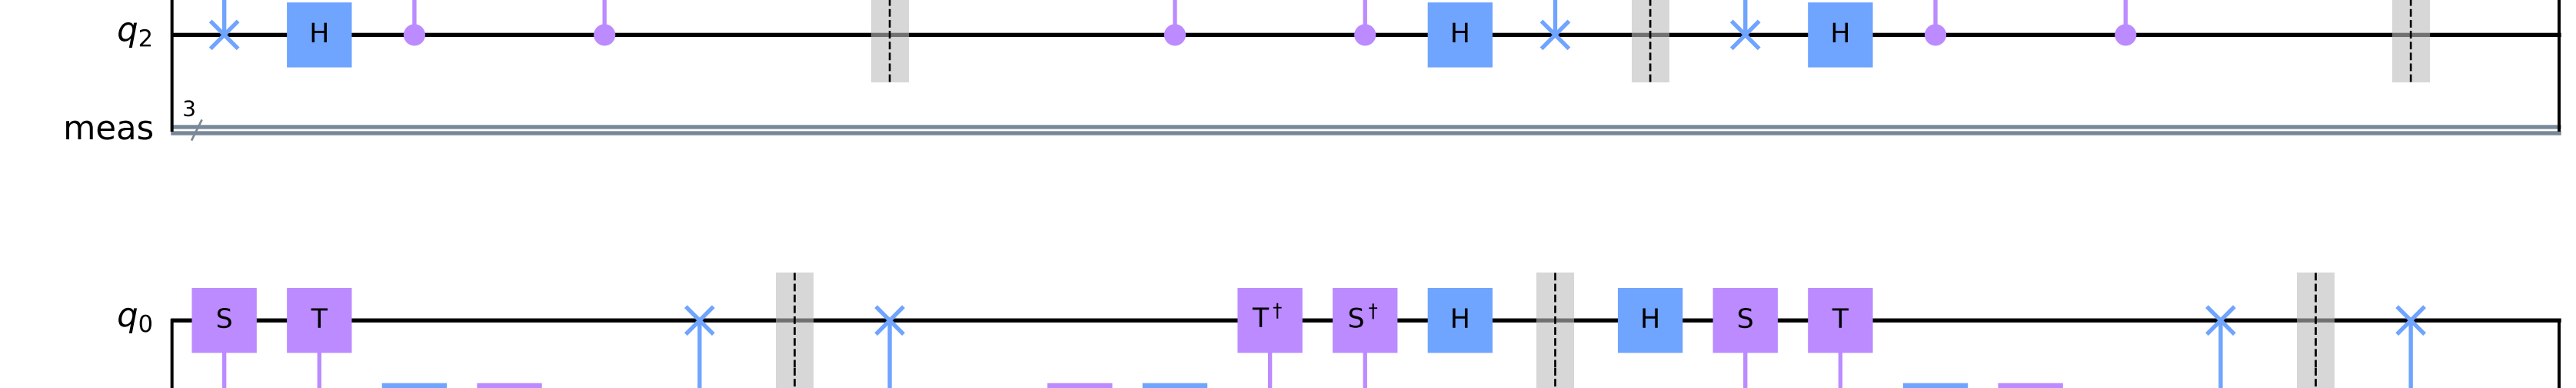 q₂ H H H
3
meas
q₀ S T T† S† H H S T